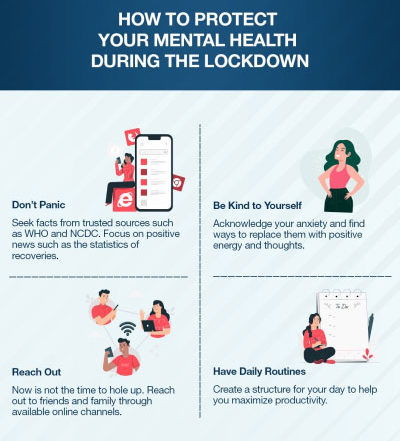 HOW TO PROTECT
YOUR MENTAL HEALTH
DURING THE LOCKDOWN
Don't Panic
Seek facts from trusted sources such
as WHO and NCDC. Focus on positive
news such as the statistics of
recoveries.
Be Kind to Yourself
Acknowledge your anxiety and find
ways to replace them with positive
energy and thoughts.
Reach Out
Now is not the time to hole up. Reach
out to friends and family through
available online channels.
To Do
Have Daily Routines
Create a structure for your day to help
you maximize productivity.